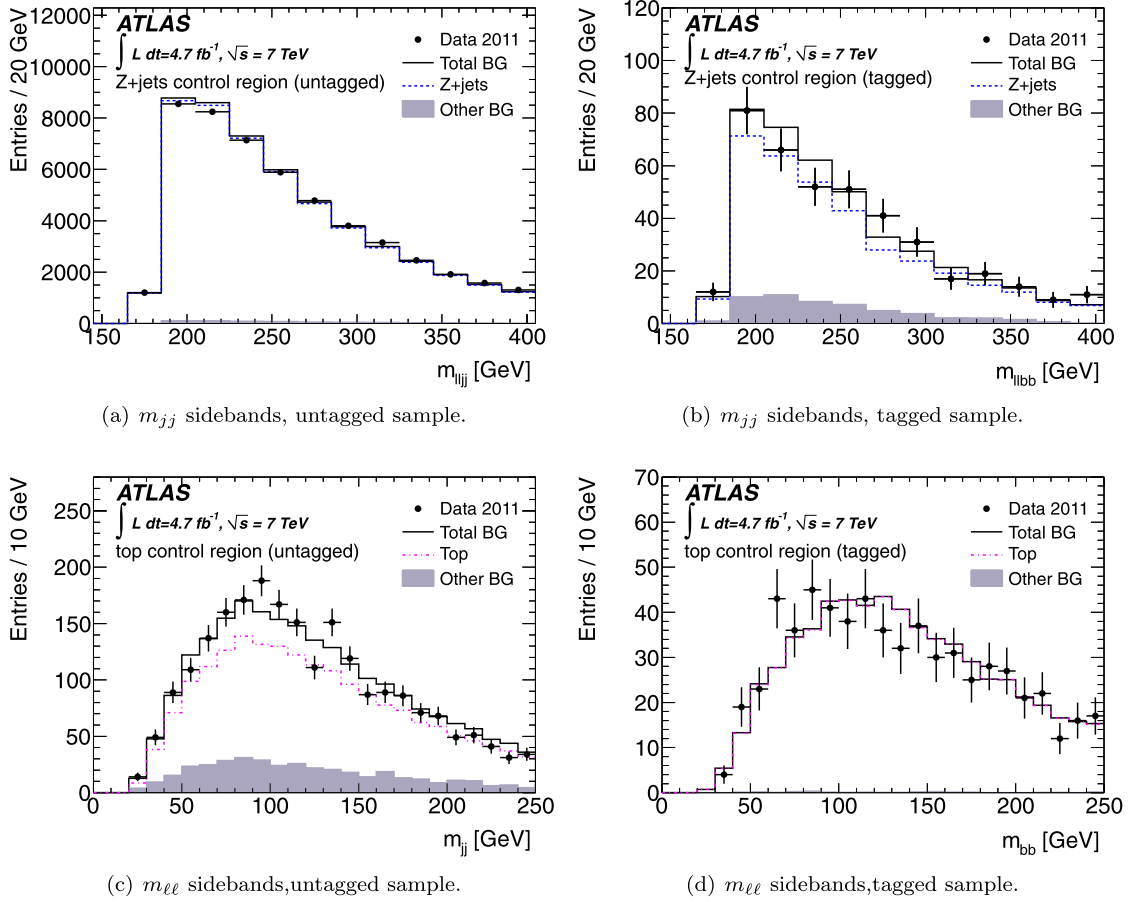 Entries / 20 GeV
12000
10000
8000
6000
4000
2000
0
ATLAS
∫ L dt=4.7 fb⁻¹, √s = 7 TeV
Z+jets control region (untagged)
Data 2011
Total BG
Z+jets
Other BG
150 200 250 300 350 400
m_lljj [GeV]
(a) m_jj sidebands, untagged sample.
Entries / 20 GeV
120
100
80
60
40
20
0
ATLAS
∫ L dt=4.7 fb⁻¹, √s = 7 TeV
Z+jets control region (tagged)
Data 2011
Total BG
Z+jets
Other BG
150 200 250 300 350 400
m_llbb [GeV]
(b) m_jj sidebands, tagged sample.
Entries / 10 GeV
250
200
150
100
50
0
ATLAS
∫ L dt=4.7 fb⁻¹, √s = 7 TeV
top control region (untagged)
Data 2011
Total BG
Top
Other BG
0 50 100 150 200 250
m_jj [GeV]
(c) m_ℓℓ sidebands,untagged sample.
Entries / 10 GeV
70
60
50
40
30
20
10
0
ATLAS
∫ L dt=4.7 fb⁻¹, √s = 7 TeV
top control region (tagged)
Data 2011
Total BG
Top
Other BG
0 50 100 150 200 250
m_bb [GeV]
(d) m_ℓℓ sidebands,tagged sample.